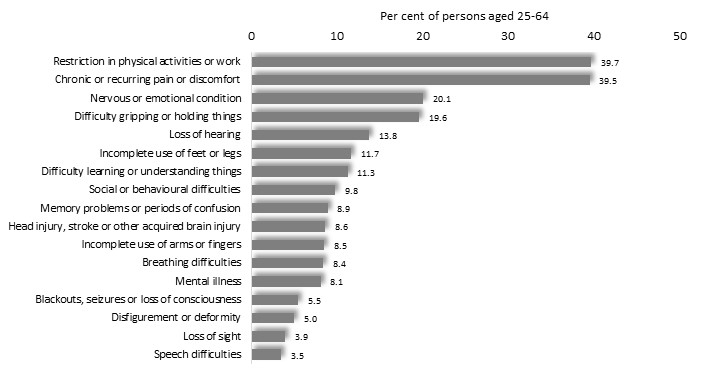 Per cent of persons aged 25-64
0 10 20 30 40 50
Restriction in physical activities or work 39.7
Chronic or recurring pain or discomfort 39.5
Nervous or emotional condition 20.1
Difficulty gripping or holding things 19.6
Loss of hearing 13.8
Incomplete use of feet or legs 11.7
Difficulty learning or understanding things 11.3
Social or behavioural difficulties 9.8
Memory problems or periods of confusion 8.9
Head injury, stroke or other acquired brain injury 8.6
Incomplete use of arms or fingers 8.5
Breathing difficulties 8.4
Mental illness 8.1
Blackouts, seizures or loss of consciousness 5.5
Disfigurement or deformity 5.0
Loss of sight 3.9
Speech difficulties 3.5